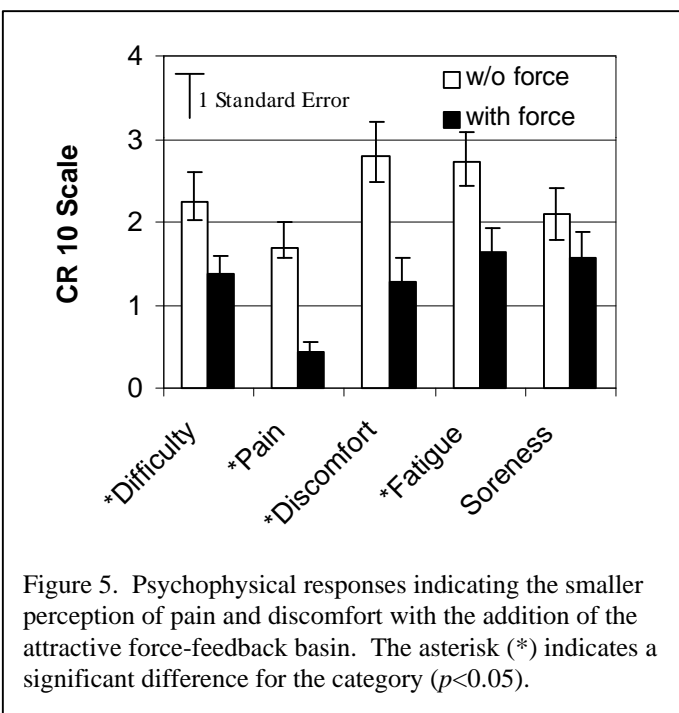 4
w/o force
1 Standard Error
with force
3
CR 10 Scale
2
1
0
*Difficulty
*Pain
*Discomfort
*Fatigue
Soreness
Figure 5. Psychophysical responses indicating the smaller
perception of pain and discomfort with the addition of the
attractive force-feedback basin. The asterisk (*) indicates a
significant difference for the category (p<0.05).